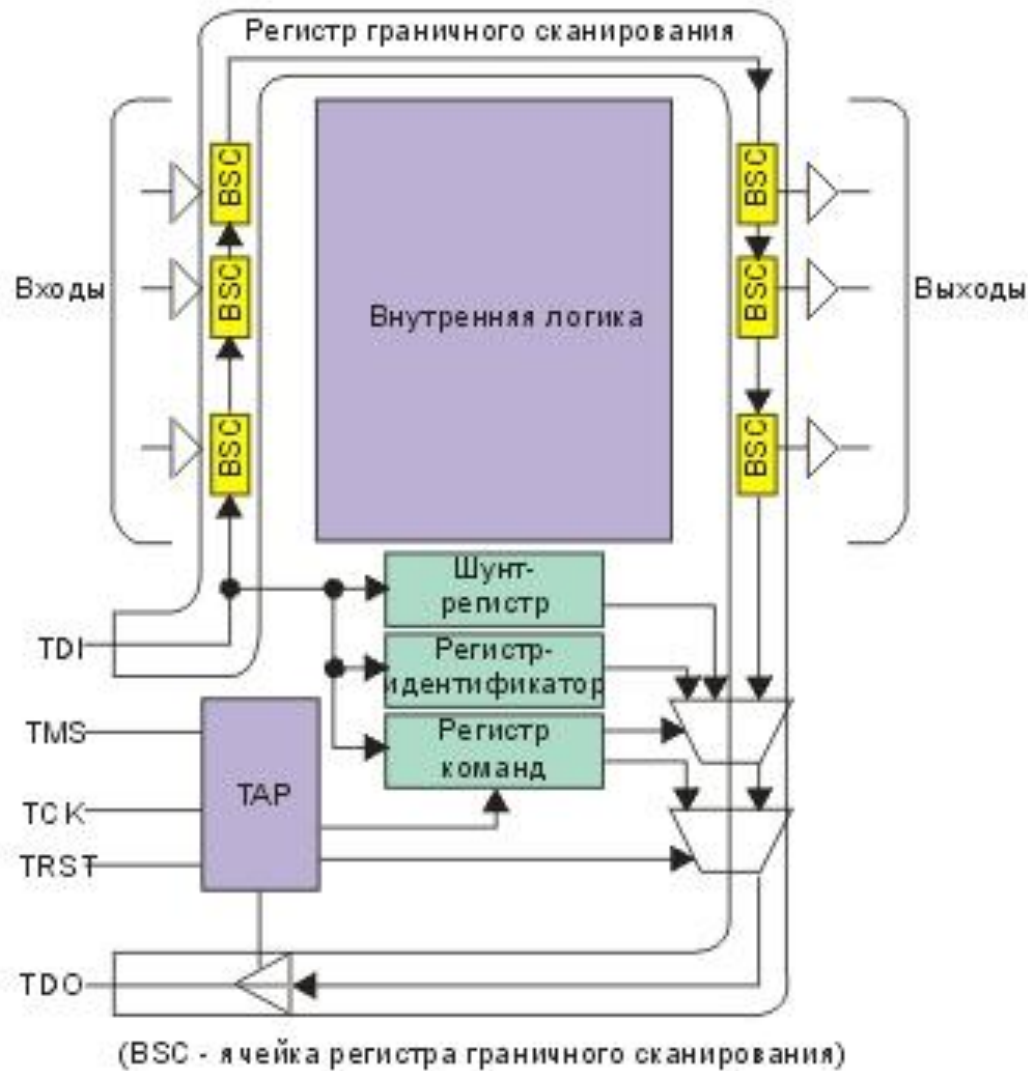 Регистр граничного сканирования
BSC
BSC
BSC
BSC
BSC
BSC
Входы
Внутренняя логика
Выходы
Шунт-
регистр
TDI
Регистр-
идентификатор
TMS
Регистр
команд
TAP
TCK
TRST
TDO
(BSC - ячейка регистра граничного сканирования)